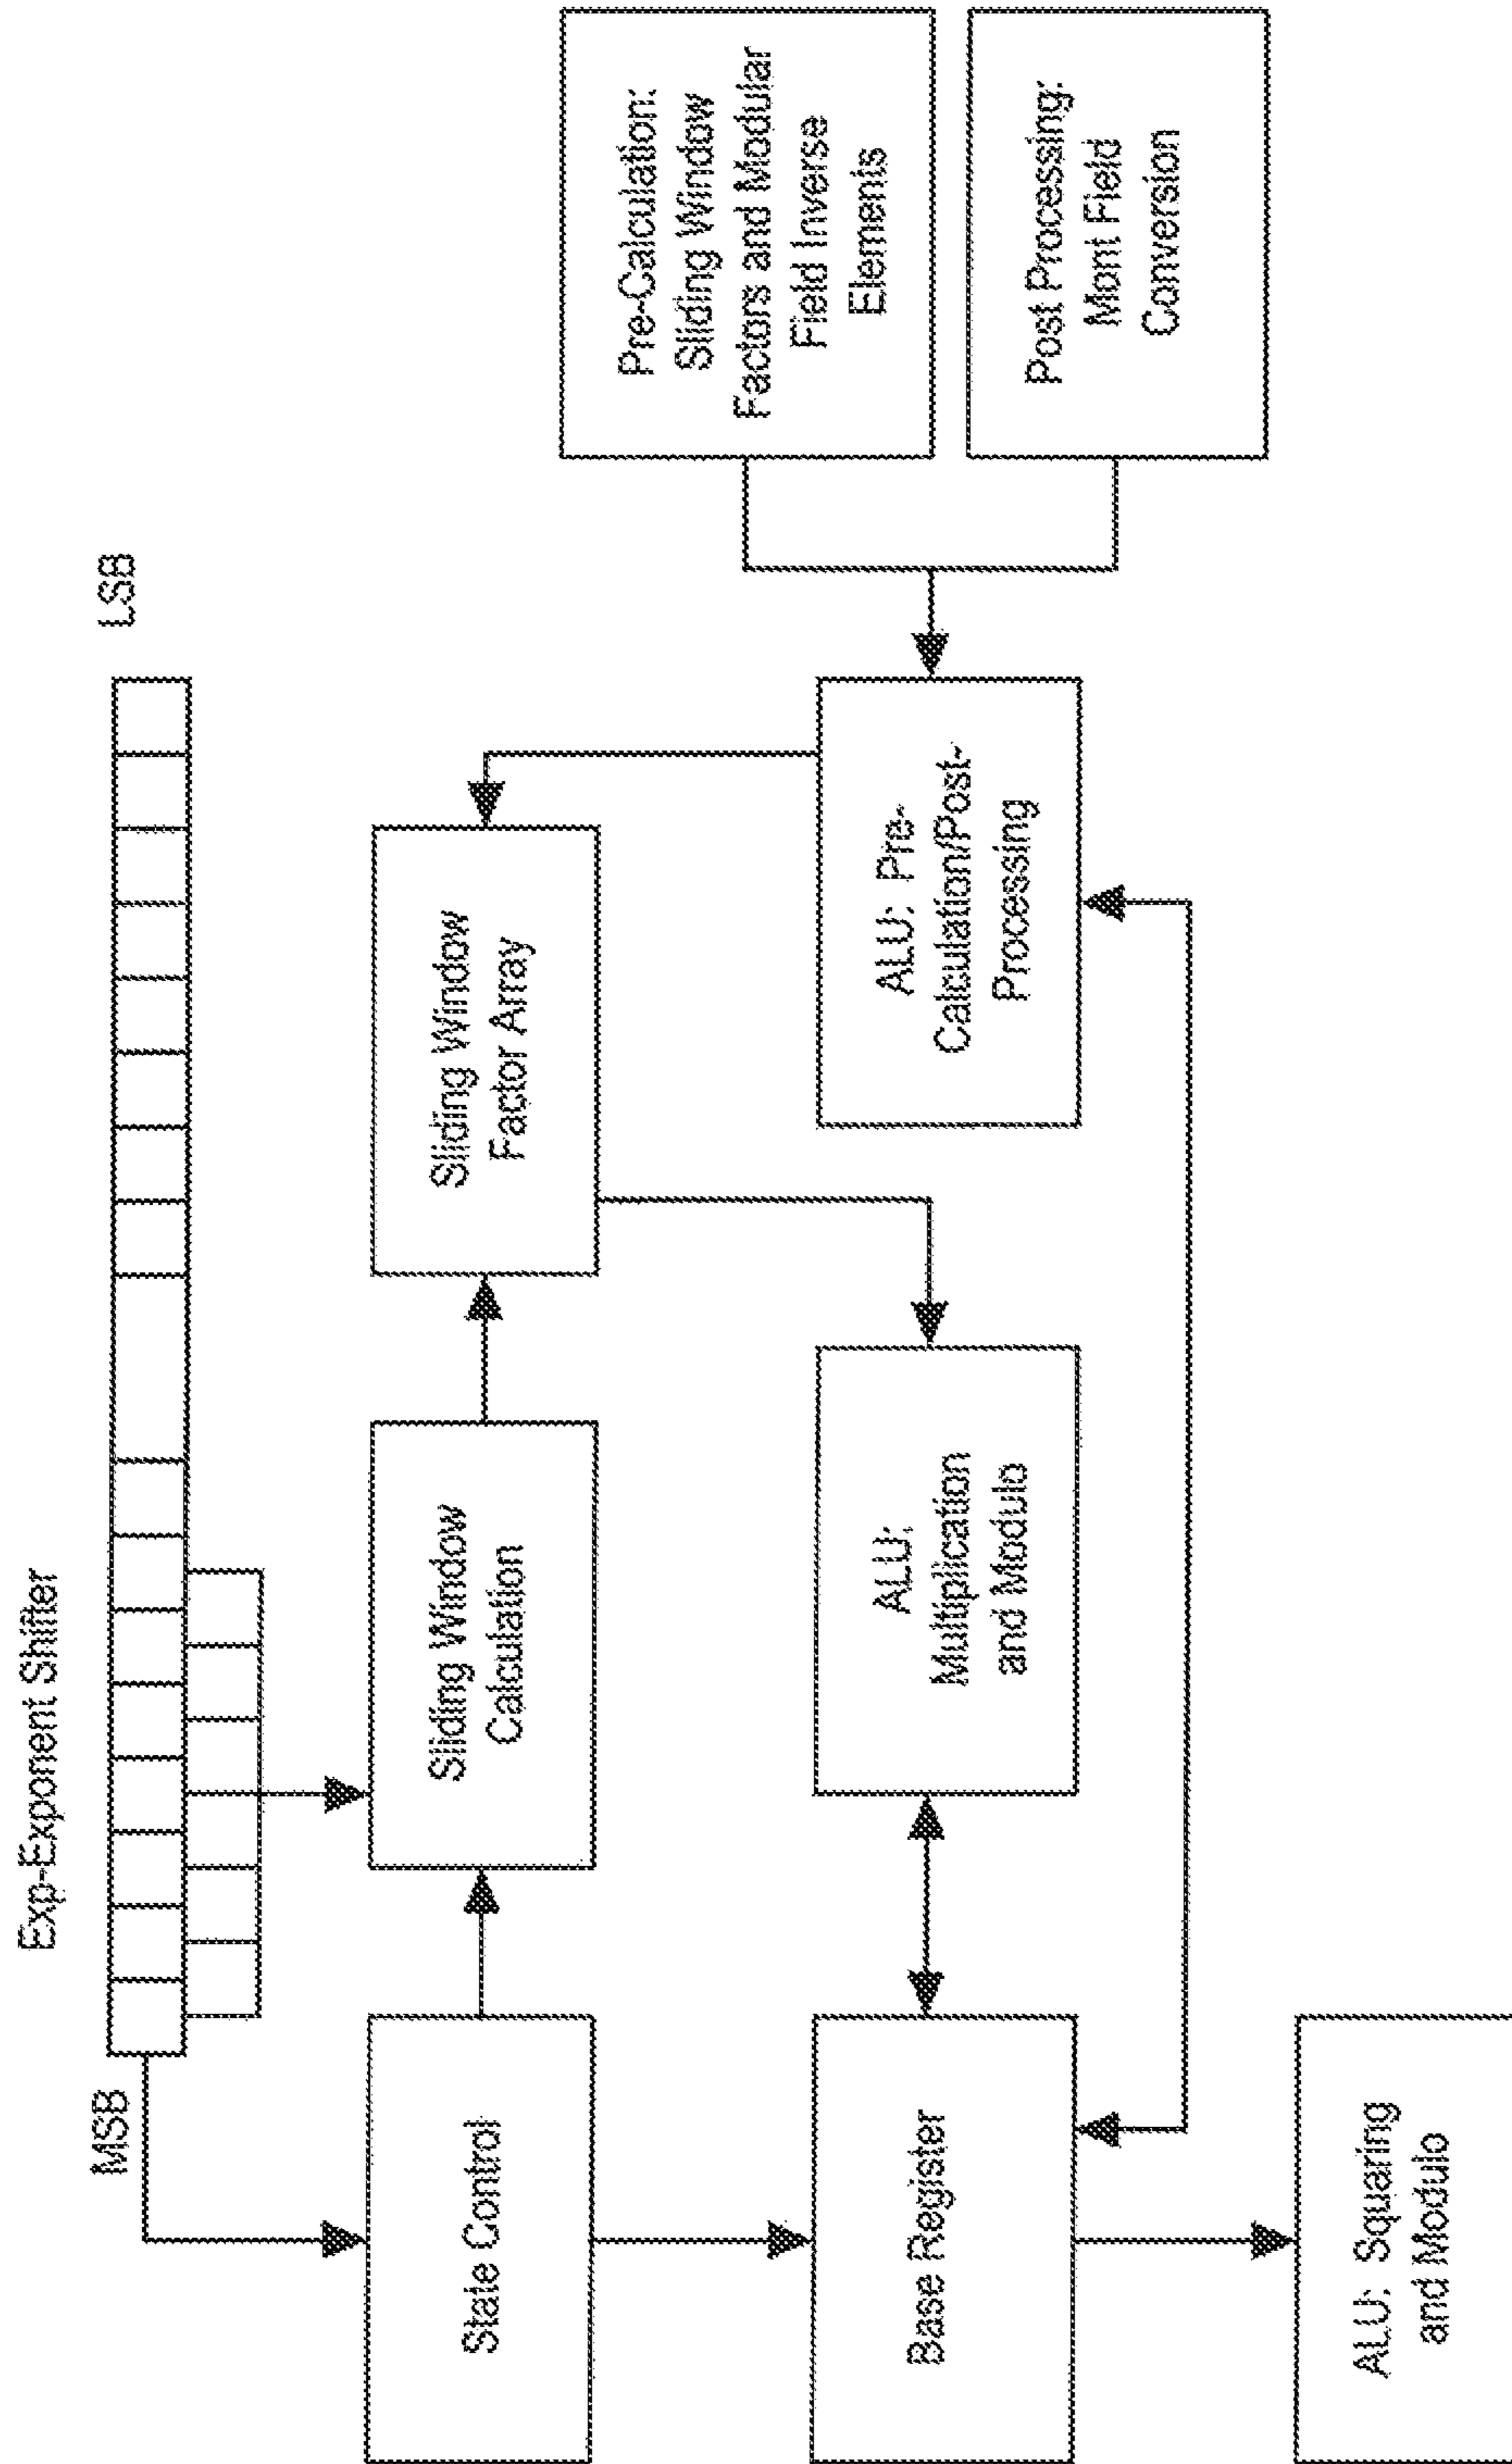 Exp-Exponent Shifter
MSB
LSB
State Control
Sliding Window
Calculation
Sliding Window
Factor Array
Base Register
ALU:
Multiplication
and Modulo
ALU: Pre-
Calculation/Post-
Processing
Pre-Calculation:
Sliding Window
Factors and Modular
Field Inverse
Elements
Post Processing:
Mont Field
Conversion
ALU: Squaring
and Modulo